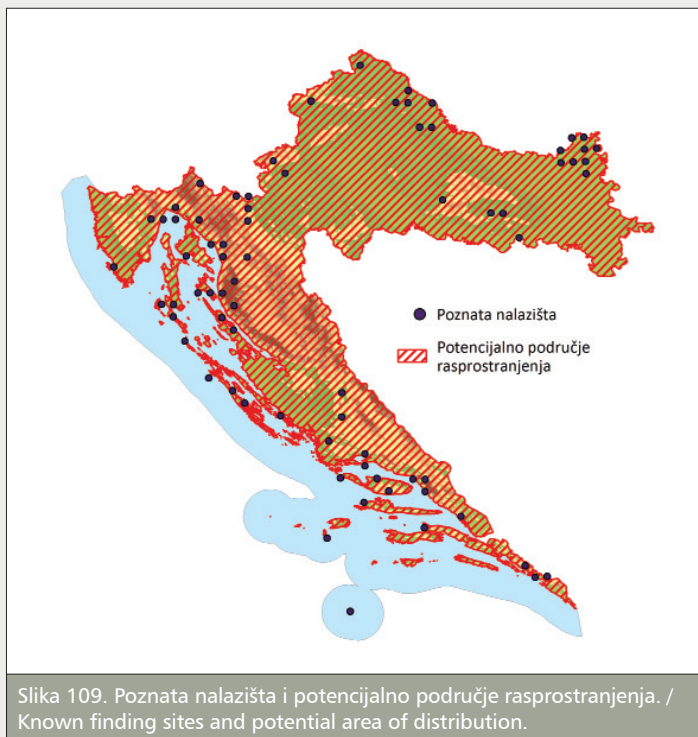 Poznata nalazišta
Potencijalno područje
rasprostranjenja
Slika 109. Poznata nalazišta i potencijalno područje rasprostranjenja. /
Known finding sites and potential area of distribution.